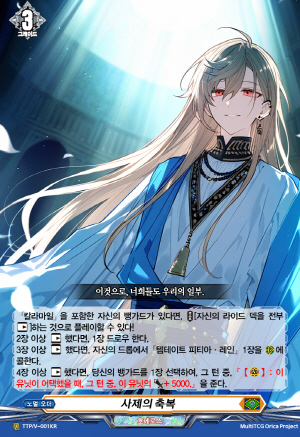 3
그레이드
이것으로, 너희들도 우리의 일부.
「칼라마일」을 포함한 자신의 뱅가드가 있다면, [자신의 라이드 덱을 전부
]하는 것으로 플레이할 수 있다!
2장 이상 했다면, 1장 드로우 한다.
3장 이상 했다면, 자신의 드롭에서 「템테이트 피티아・레인」 1장을 에
콜한다.
4장 이상 했다면, 당신의 뱅가드를 1장 선택하여, 그 턴 중, 「【】 : 이
유닛이 어택했을 때, 그 턴 중, 이 유닛의 +5000.」 을 준다.
〈노멀 오더〉
사제의 축복
TTP/V-001KR
MultiTCG Orica Project